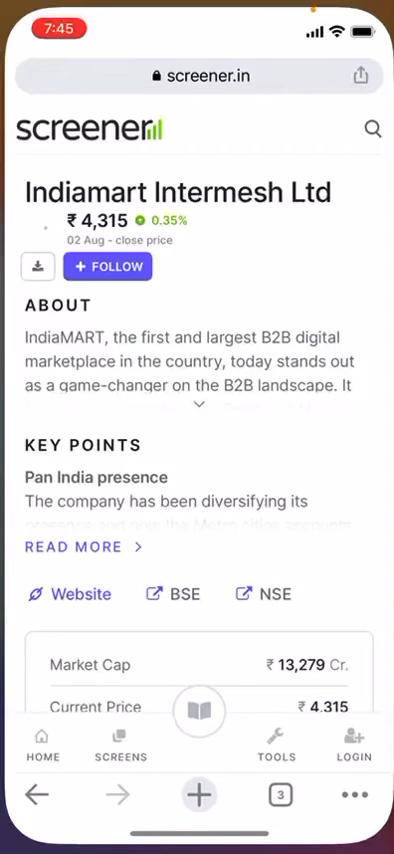 7:45
screener.in
screener
Indiamart Intermesh Ltd
₹ 4,315 0.35%
02 Aug - close price
+ FOLLOW
ABOUT
IndiaMART, the first and largest B2B digital
marketplace in the country, today stands out
as a game-changer on the B2B landscape. It
KEY POINTS
Pan India presence
The company has been diversifying its
READ MORE >
Website BSE NSE
Market Cap ₹ 13,279 Cr.
Current Price ₹ 4,315
HOME SCREENS TOOLS LOGIN
3